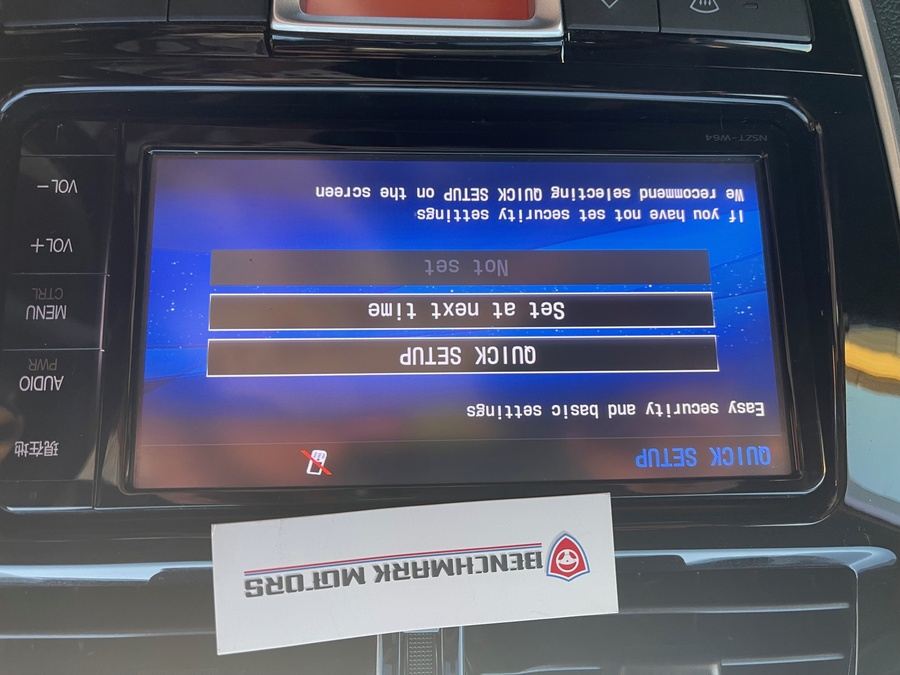 BENCHMARK MOTORS
QUICK SETUP
Easy security and basic settings
QUICK SETUP
Set at next time
Not set
If you have not set security settings
We recommend selecting QUICK SETUP on the screen
NSZT-W64
現在地
AUDIO
PWR
MENU
CTRL
VOL+
VOL−